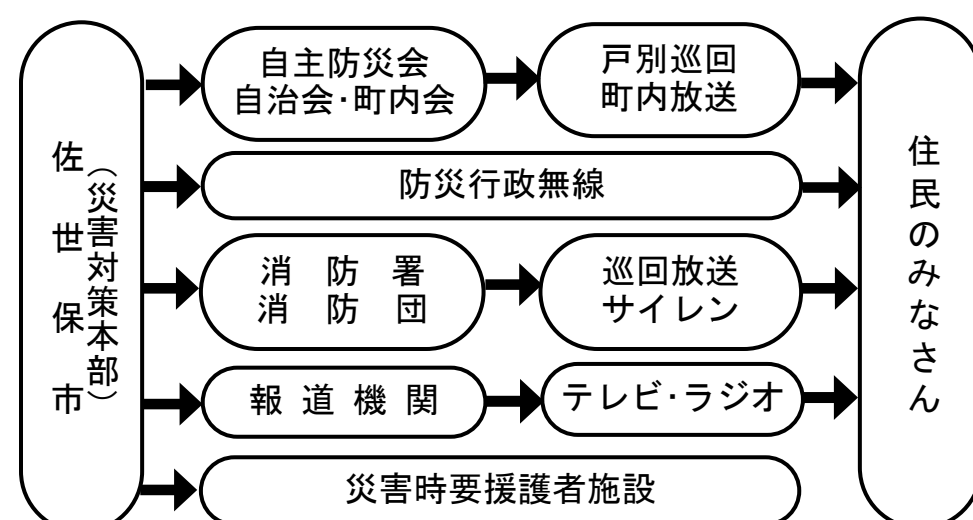 佐世保市
（災害対策本部）
自主防災会
自治会・町内会
戸別巡回
町内放送
防災行政無線
消防署
消防団
巡回放送
サイレン
報道機関
テレビ・ラジオ
災害時要援護者施設
住民のみなさん